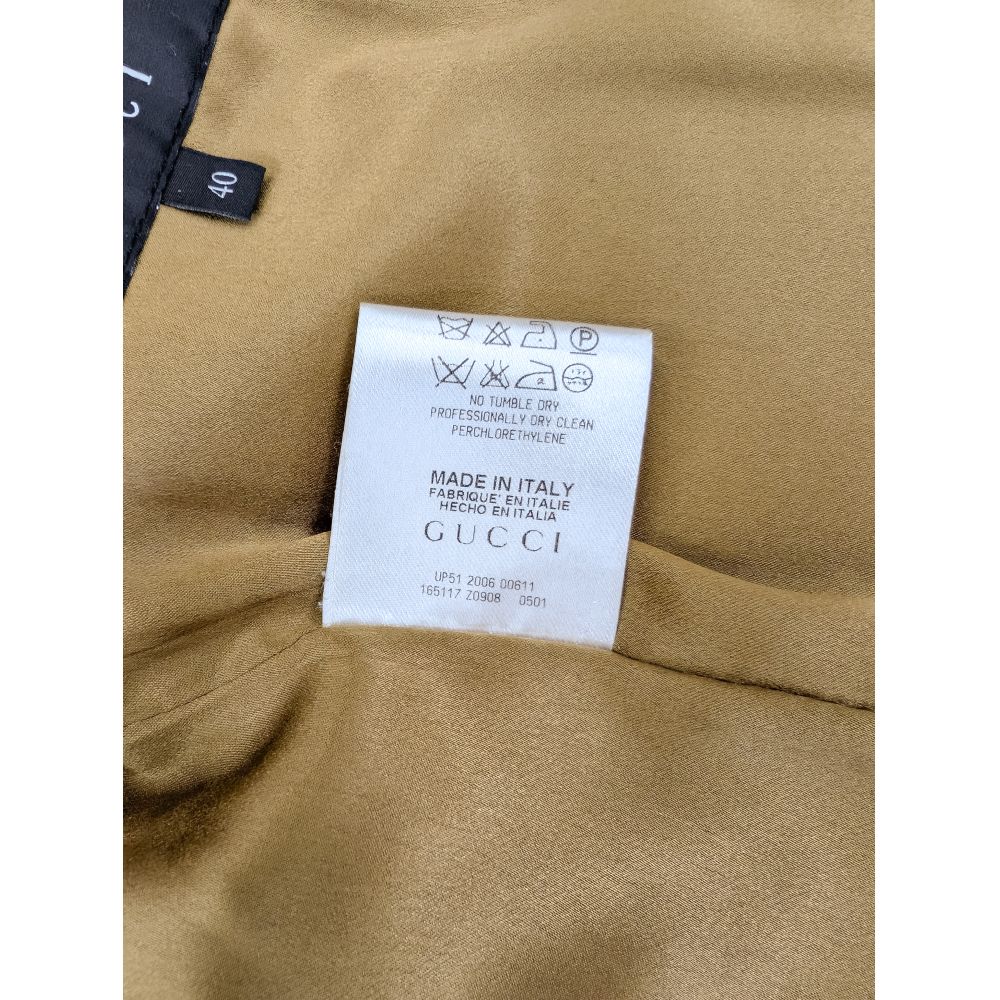 CI
40
P
NO TUMBLE DRY
PROFESSIONALLY DRY CLEAN
PERCHLORETHYLENE
MADE IN ITALY
FABRIQUE' EN ITALIE
HECHO EN ITALIA
GUCCI
UP51 2006 00611
165117 Z0908 0501